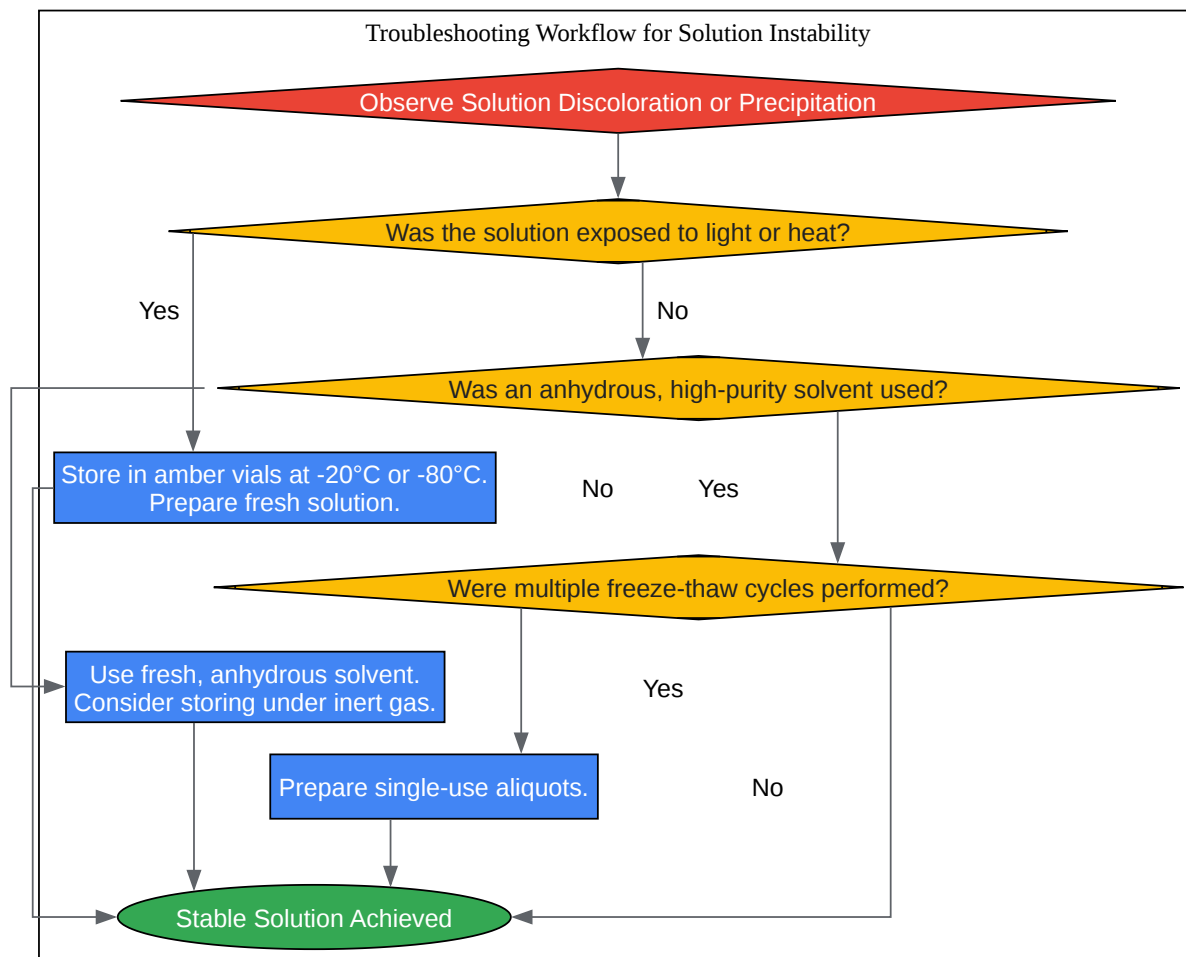 Troubleshooting Workflow for Solution Instability
Observe Solution Discoloration or Precipitation
Was the solution exposed to light or heat?
Yes
No
Was an anhydrous, high-purity solvent used?
Store in amber vials at -20°C or -80°C.
Prepare fresh solution.
No
Yes
Were multiple freeze-thaw cycles performed?
Use fresh, anhydrous solvent.
Consider storing under inert gas.
Yes
Prepare single-use aliquots.
No
Stable Solution Achieved